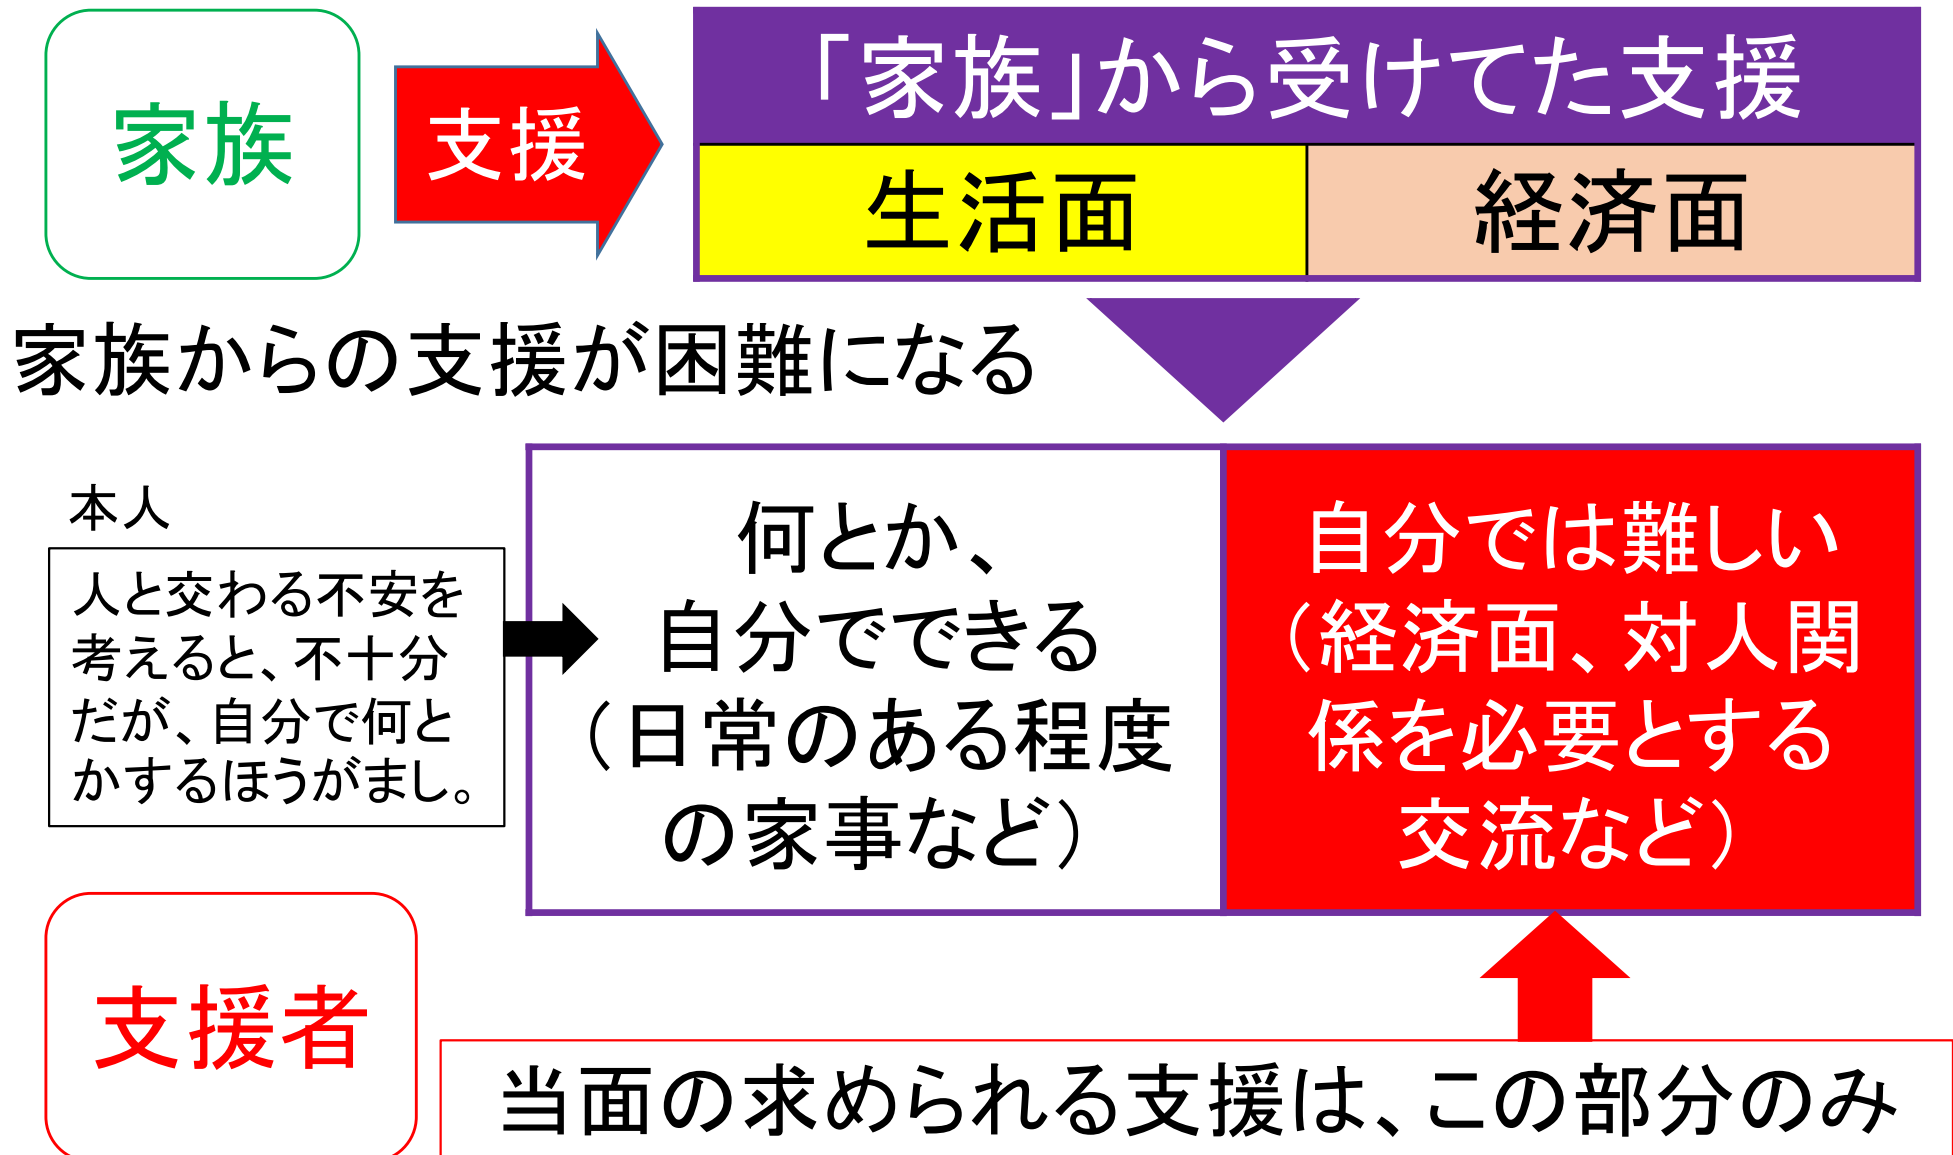 家族
支援
「家族」から受けてた支援
生活面
経済面
家族からの支援が困難になる
本人
人と交わる不安を
考えると、不十分
だが、自分で何と
かするほうがまし。
何とか、
自分でできる
（日常のある程度
の家事など）
自分では難しい
（経済面、対人関
係を必要とする
交流など）
支援者
当面の求められる支援は、この部分のみ